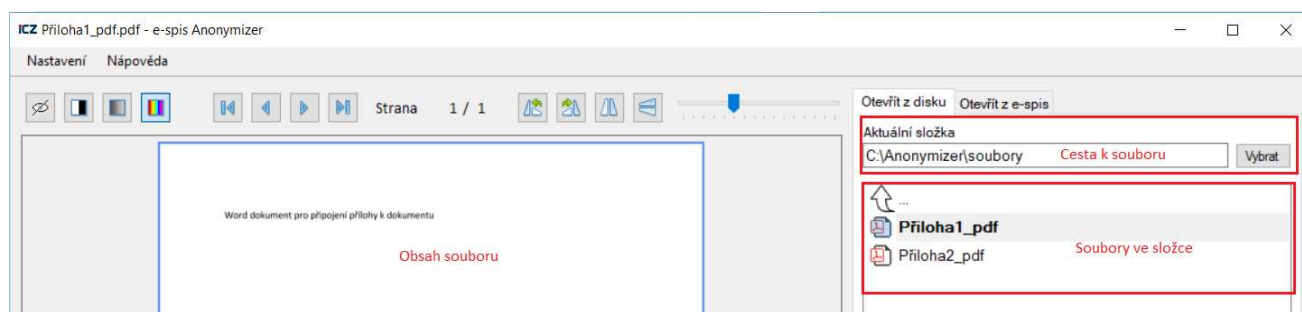 ICZ Příloha1_pdf.pdf - e-spis Anonymizer
Nastavení Nápověda
Strana 1 / 1
Otevřít z disku Otevřít z e-spis
Aktuální složka
C:\Anonymizer\soubory Cesta k souboru Vybrat
...
Příloha1_pdf
Příloha2_pdf
Soubory ve složce
Word dokument pro připojení přílohy k dokumentu
Obsah souboru